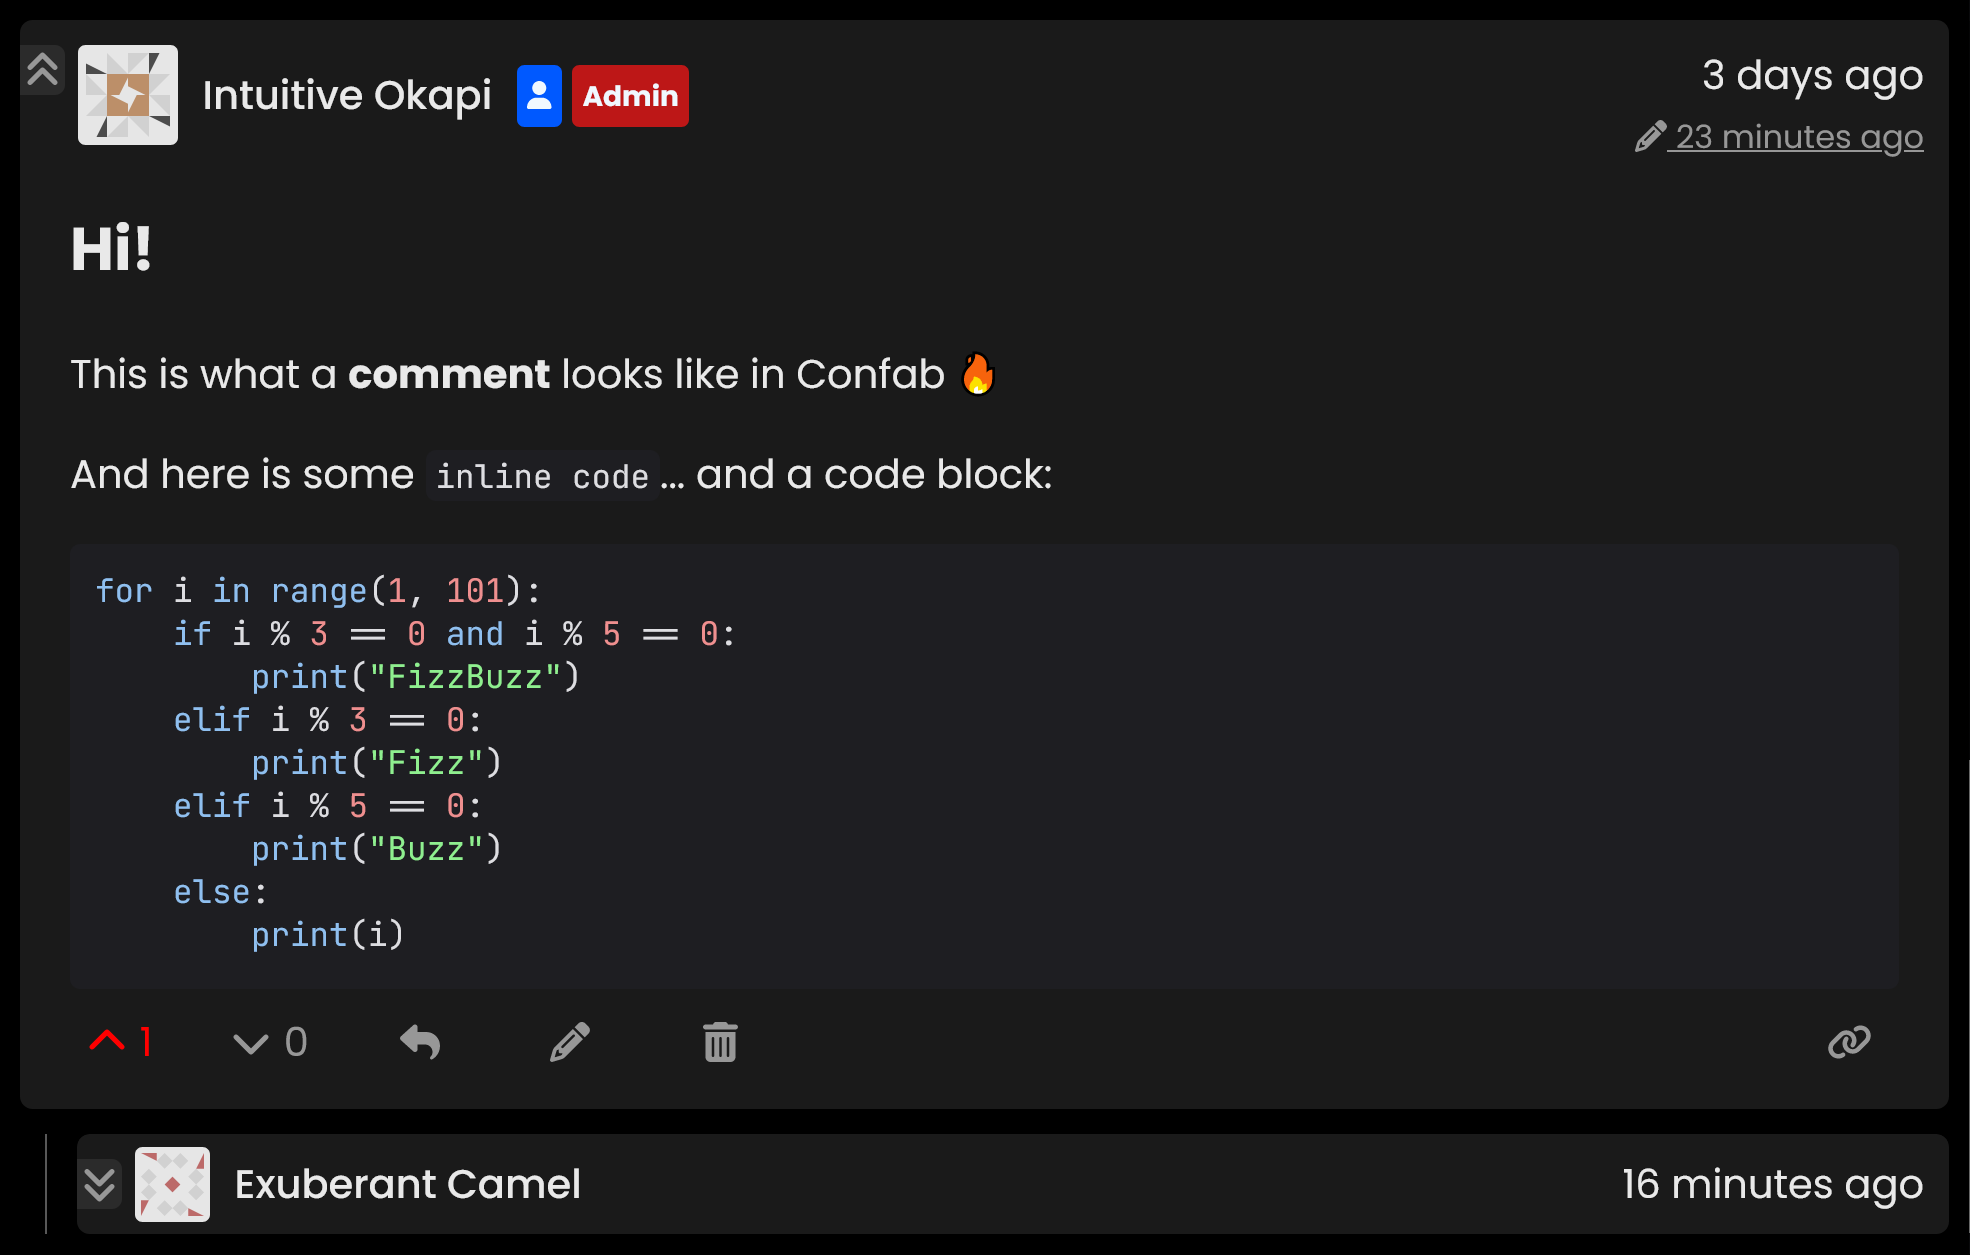 Intuitive Okapi Admin 3 days ago
23 minutes ago
Hi!
This is what a comment looks like in Confab 🔥
And here is some inline code... and a code block:
for i in range(1, 101):
    if i % 3 == 0 and i % 5 == 0:
        print("FizzBuzz")
    elif i % 3 == 0:
        print("Fizz")
    elif i % 5 == 0:
        print("Buzz")
    else:
        print(i)
1 0
Exuberant Camel 16 minutes ago